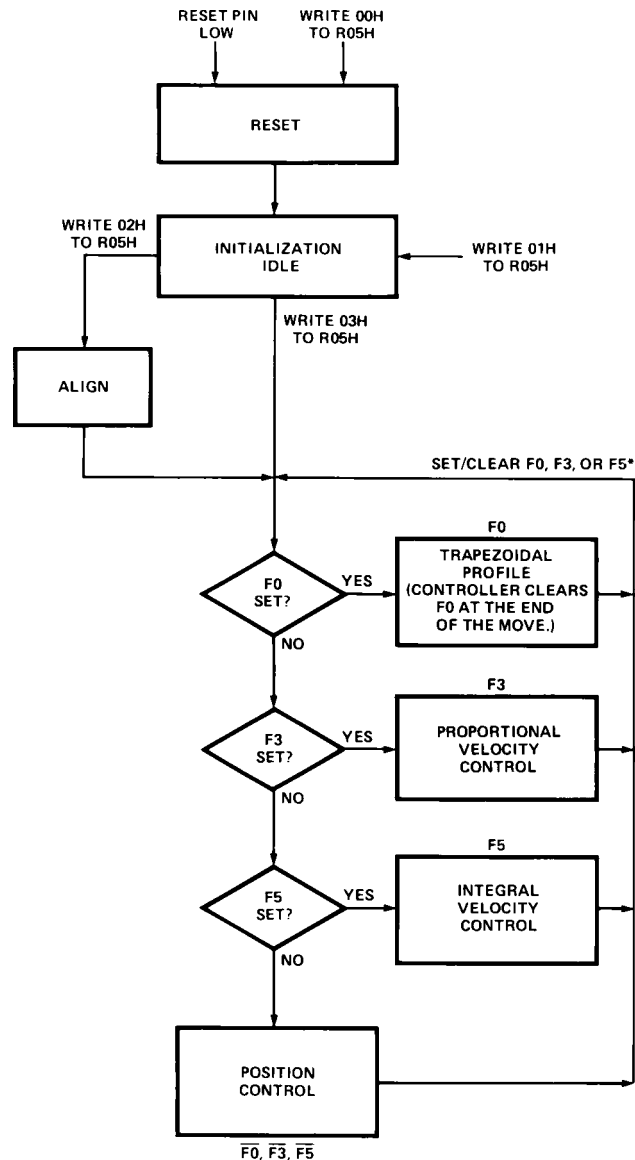 RESET PIN
LOW
WRITE 00H
TO R05H
RESET
WRITE 02H
TO R05H
INITIALIZATION
IDLE
WRITE 01H
TO R05H
WRITE 03H
TO R05H
ALIGN
SET/CLEAR F0, F3, OR F5*
F0
F0
SET?
YES
TRAPEZOIDAL
PROFILE
(CONTROLLER CLEARS
F0 AT THE END
OF THE MOVE.)
NO
F3
F3
SET?
YES
PROPORTIONAL
VELOCITY
CONTROL
NO
F5
F5
SET?
YES
INTEGRAL
VELOCITY
CONTROL
NO
POSITION
CONTROL
F̅0̅, F̅3̅, F̅5̅